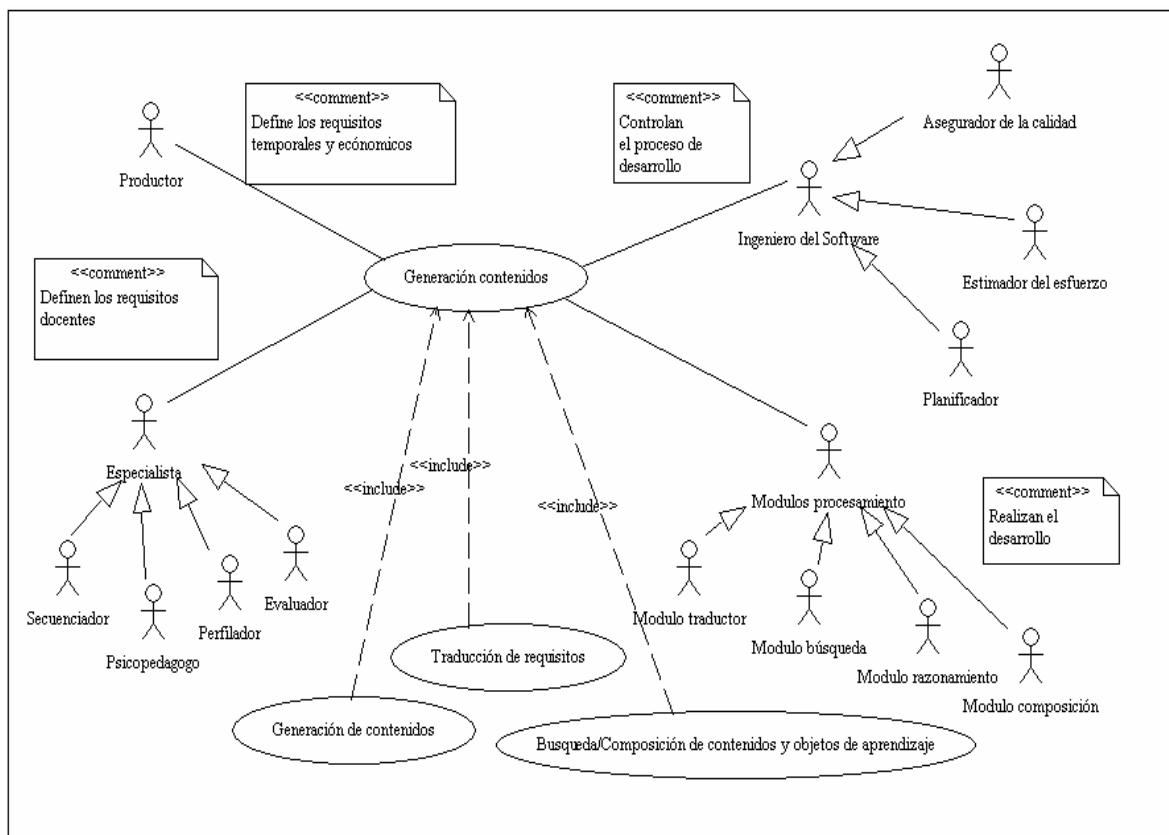 <<comment>>
Define los requisitos
temporales y ecónomicos
<<comment>>
Controlan
el proceso de
desarrollo
Asegurador de la calidad
Productor
Ingeniero del Software
<<comment>>
Definen los requisitos
docentes
Generación contenidos
Estimador del esfuerzo
Planificador
Especialista
<<include>>
<<include>>
<<include>>
Modulos procesamiento
<<comment>>
Realizan el
desarrollo
Secuenciador
Psicopedagogo
Perfilador
Evaluador
Modulo traductor
Modulo búsqueda
Modulo razonamiento
Modulo composición
Traducción de requisitos
Generación de contenidos
Busqueda/Composición de contenidos y objetos de aprendizaje